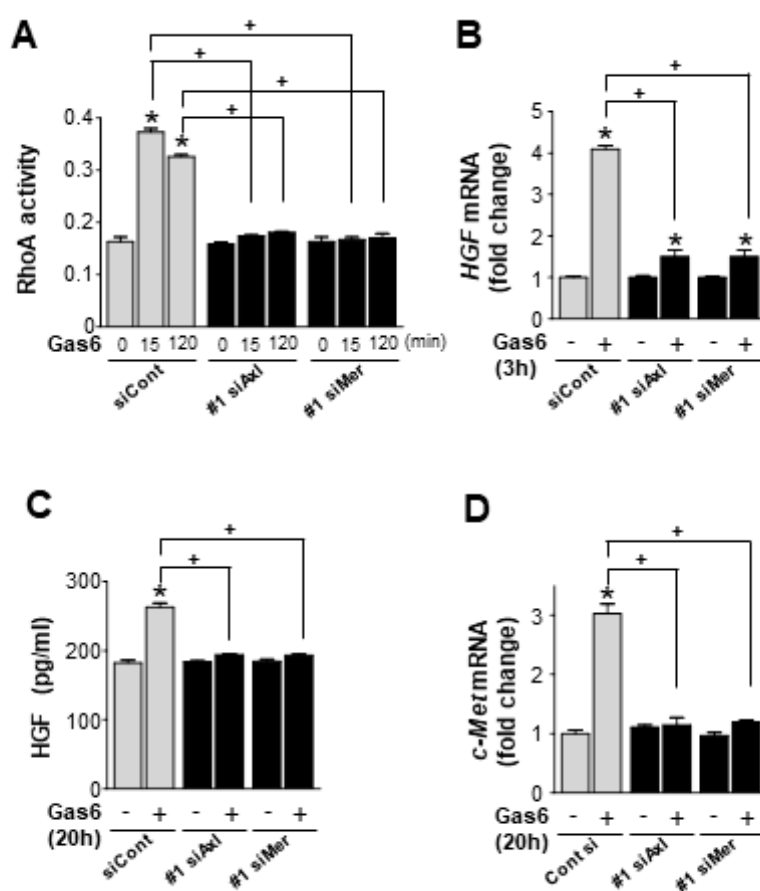 A
+
+
+
+
RhoA activity
0.4
0.3
0.2
0.1
0
*
*
Gas6 0 15 120 0 15 120 0 15 120 (min)
siCont #1 siAxl #1 siMer
B
+
+
HGF mRNA
(fold change)
5
4
3
2
1
0
*
*
*
Gas6 - + - + - +
(3h)
siCont #1 siAxl #1 siMer
C
+
+
HGF (pg/ml)
300
200
100
0
*
Gas6 - + - + - +
(20h)
siCont #1 siAxl #1 siMer
D
+
+
c-Met mRNA
(fold change)
3
2
1
0
*
Gas6 - + - + - +
(20h)
Cont si #1 siAxl #1 siMer